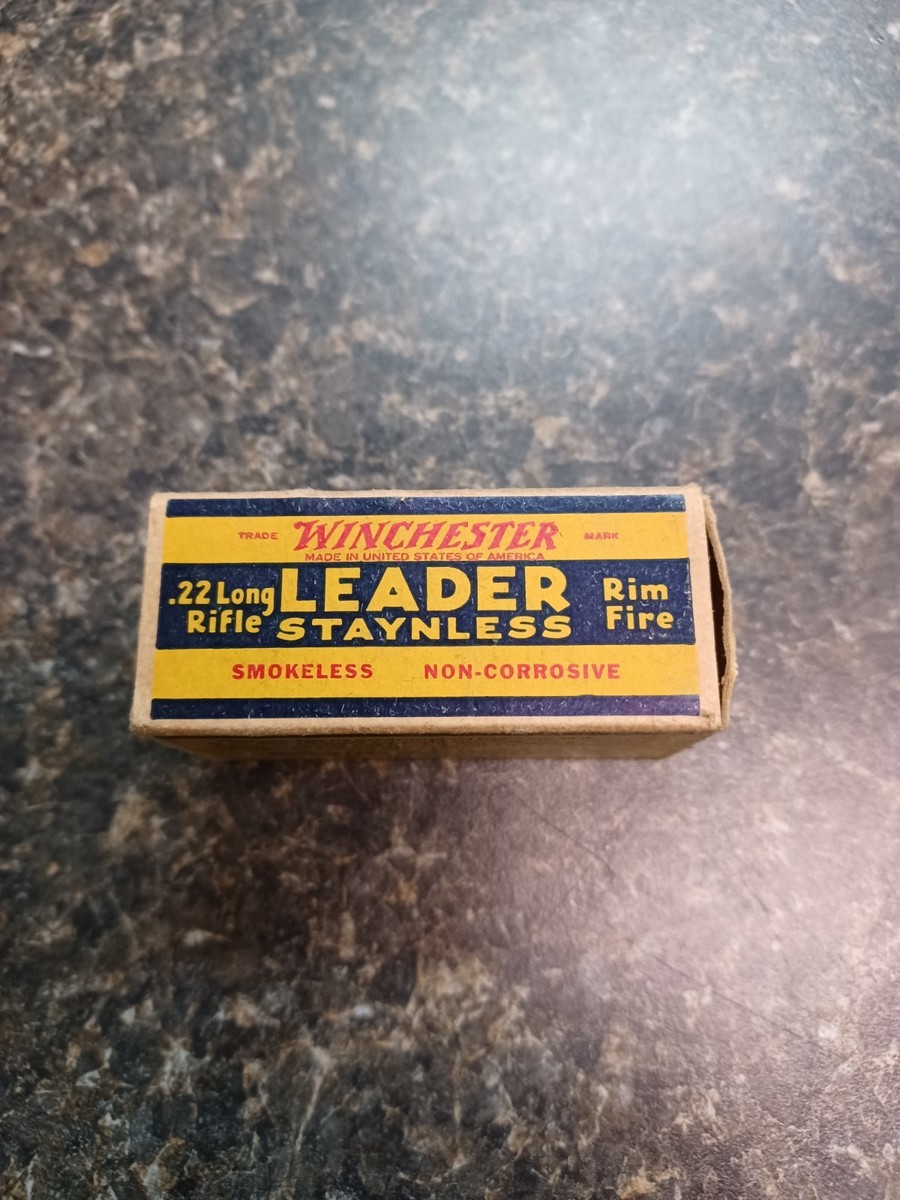 TRADE WINCHESTER MARK
MADE IN UNITED STATES OF AMERICA
.22 Long Rifle
LEADER
STAYNLESS
Rim Fire
SMOKELESS NON-CORROSIVE